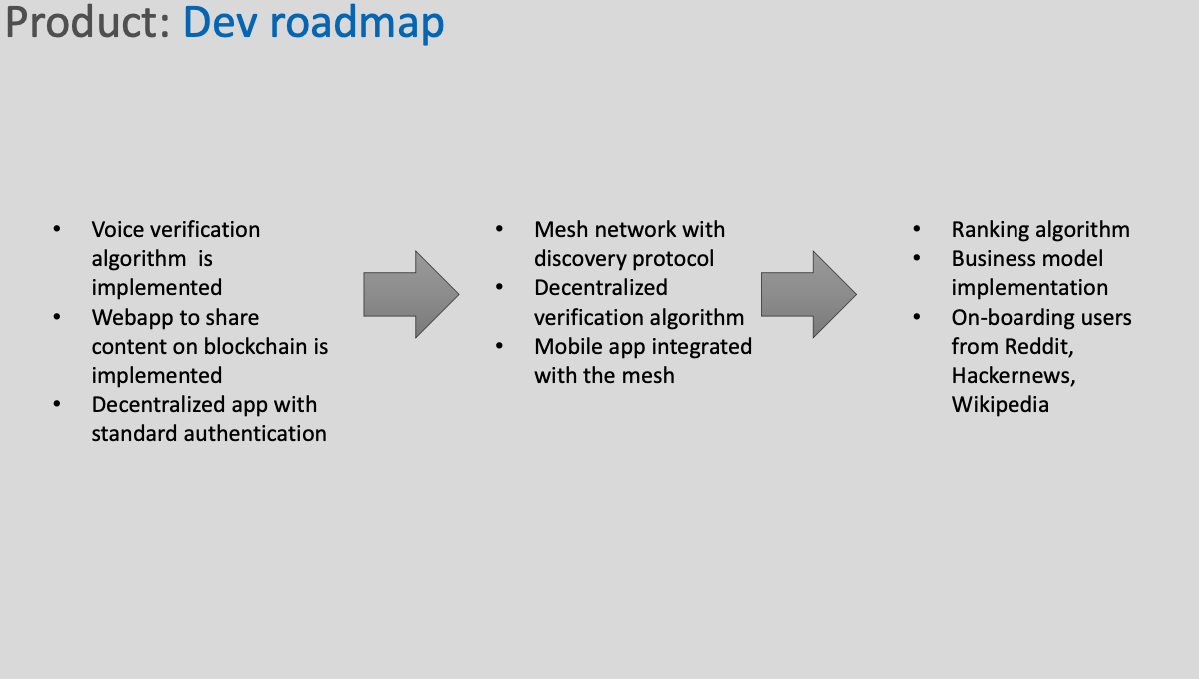 Product: Dev roadmap
• Voice verification
algorithm  is
implemented
• Webapp to share
content on blockchain is
implemented
• Decentralized app with
standard authentication
• Mesh network with
discovery protocol
• Decentralized
verification algorithm
• Mobile app integrated
with the mesh
• Ranking algorithm
• Business model
implementation
• On-boarding users
from Reddit,
Hackernews,
Wikipedia